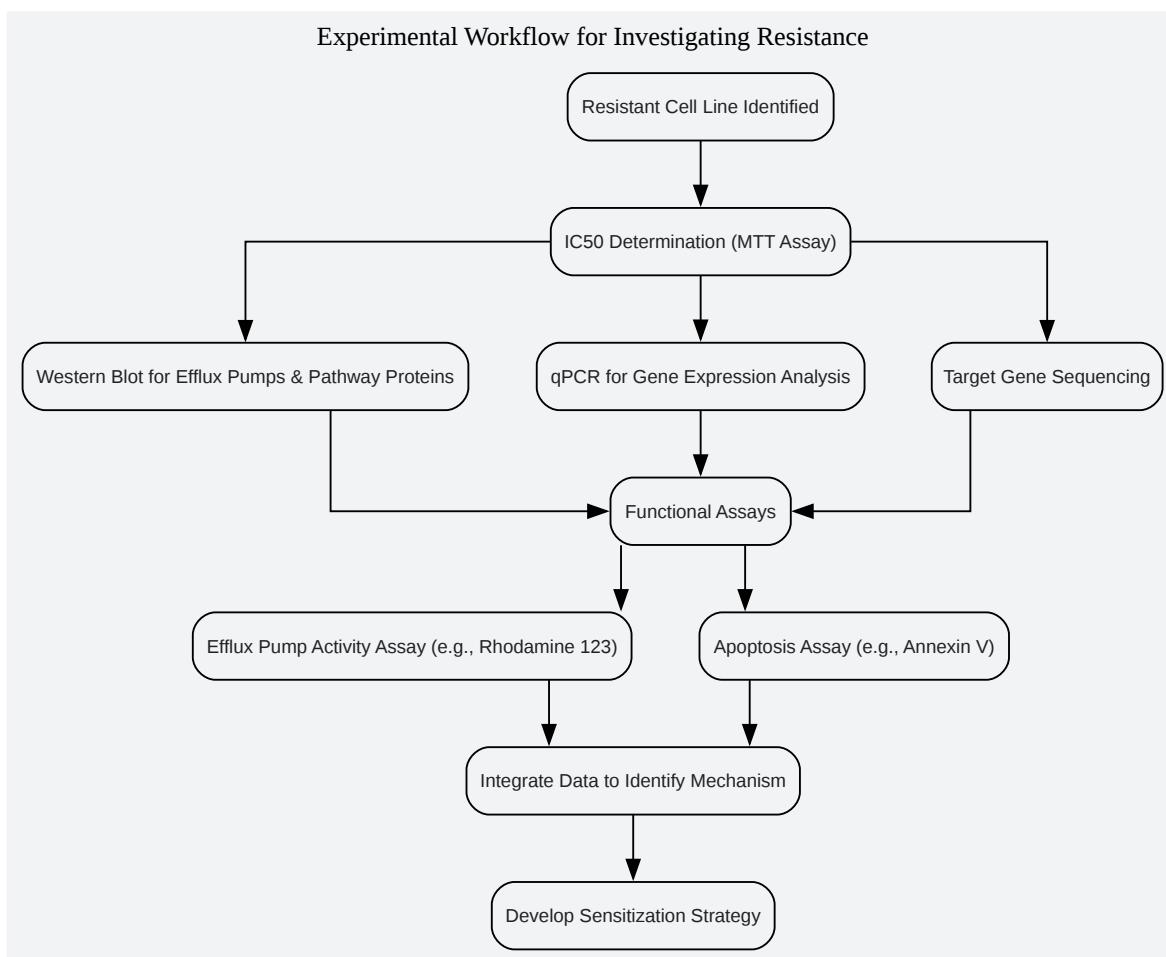 Experimental Workflow for Investigating Resistance
Resistant Cell Line Identified
IC50 Determination (MTT Assay)
Western Blot for Efflux Pumps & Pathway Proteins
qPCR for Gene Expression Analysis
Target Gene Sequencing
Functional Assays
Efflux Pump Activity Assay (e.g., Rhodamine 123)
Apoptosis Assay (e.g., Annexin V)
Integrate Data to Identify Mechanism
Develop Sensitization Strategy